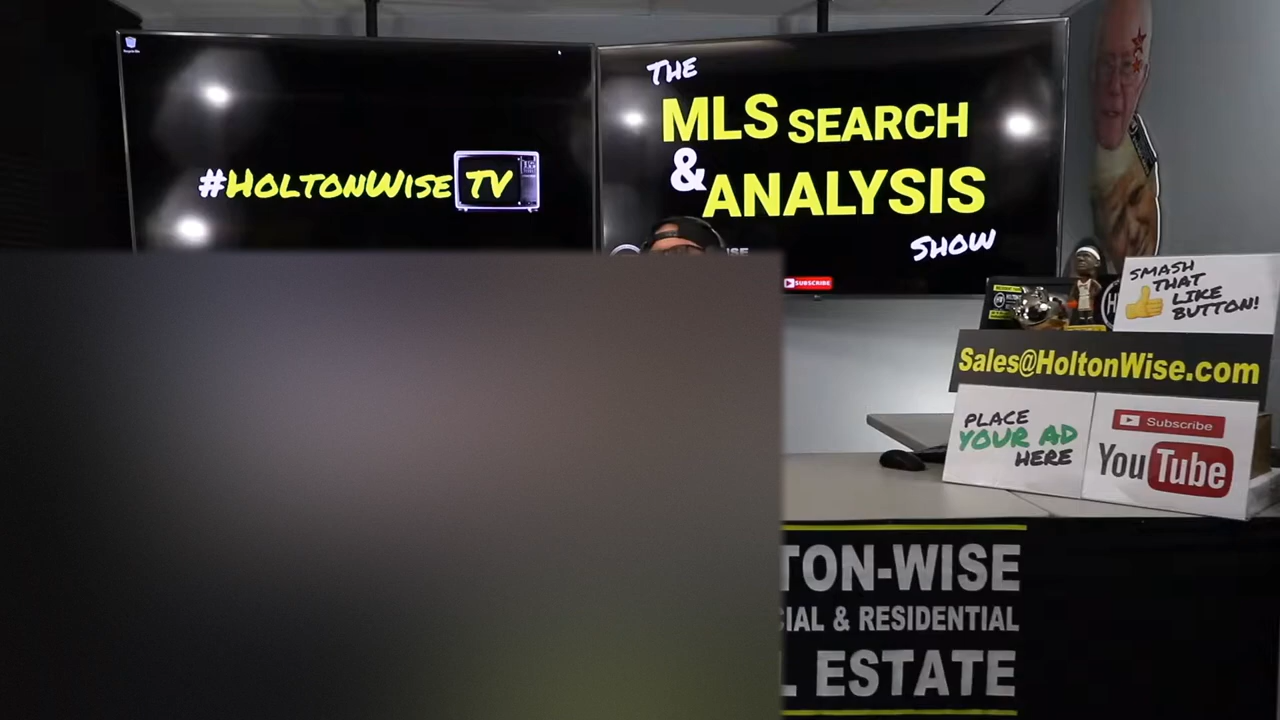 #HOLTONWISE TV
THE
MLS SEARCH
& ANALYSIS
SHOW
SUBSCRIBE
SMASH
THAT
LIKE
BUTTON!
Sales@HoltonWise.com
PLACE
YOUR AD
HERE
Subscribe
YouTube
TON-WISE
IAL & RESIDENTIAL
L ESTATE